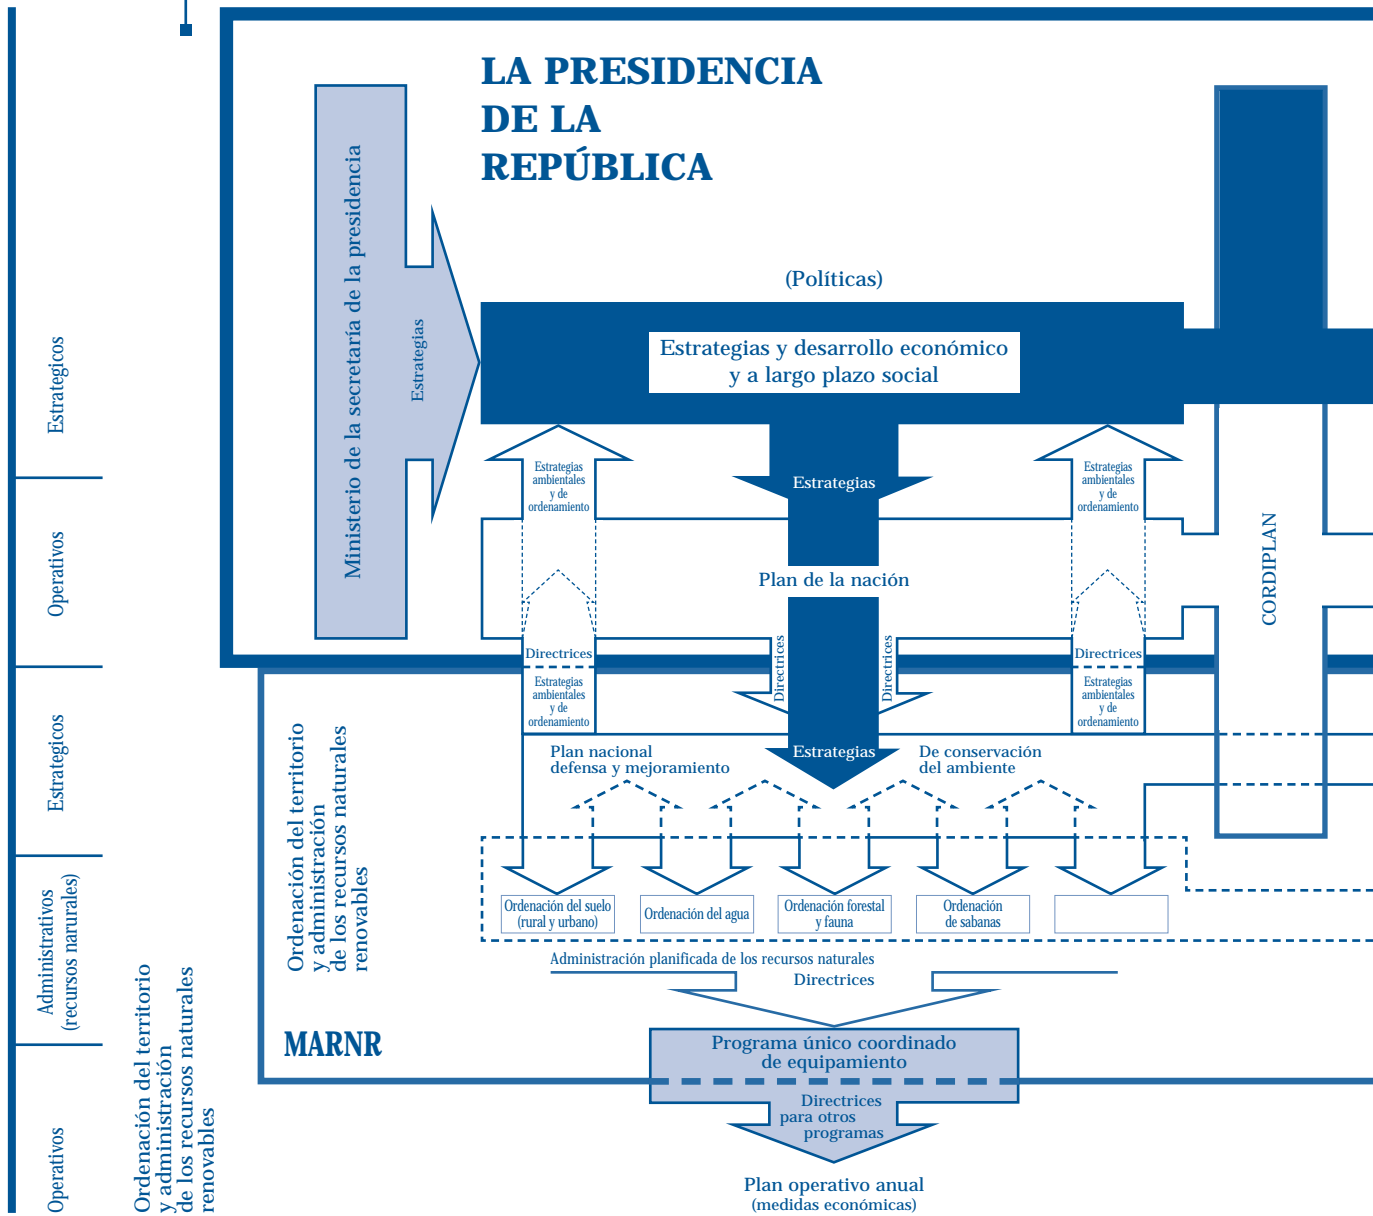 LA PRESIDENCIA
DE LA
REPÚBLICA
Ministerio de la secretaría de la presidencia
Estrategias
(Políticas)
Estrategias y desarrollo económico
y a largo plazo social
Estrategias
ambientales
y de
ordenamiento
Estrategias
Estrategias
ambientales
y de
ordenamiento
CORDIPLAN
Plan de la nación
Directrices
Directrices
Directrices
Directrices
Estrategias
ambientales
y de
ordenamiento
Estrategias
ambientales
y de
ordenamiento
Plan nacional
defensa y mejoramiento
Estrategias
De conservación
del ambiente
Ordenación del suelo
(rural y urbano)
Ordenación del agua
Ordenación forestal
y fauna
Ordenación
de sabanas
Administración planificada de los recursos naturales
Directrices
Ordenación del territorio
y administración
de los recursos naturales
renovables
MARNR
Programa único coordinado
de equipamiento
Directrices
para otros
programas
Plan operativo anual
(medidas económicas)
Estrategicos
Operativos
Estrategicos
Administrativos
(recursos narurales)
Operativos
Ordenación del territorio
y administración
de los recursos naturales
renovables